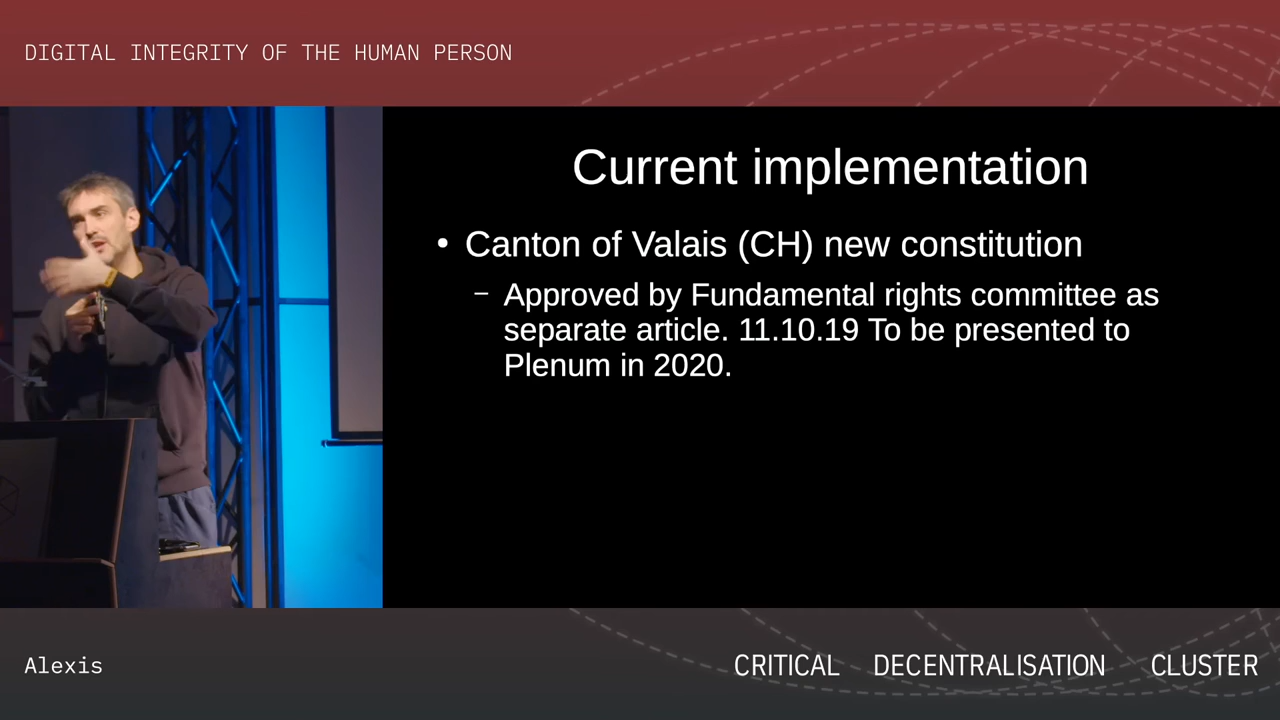 DIGITAL INTEGRITY OF THE HUMAN PERSON
Current implementation
• Canton of Valais (CH) new constitution
– Approved by Fundamental rights committee as
separate article. 11.10.19 To be presented to
Plenum in 2020.
Alexis
CRITICAL DECENTRALISATION CLUSTER